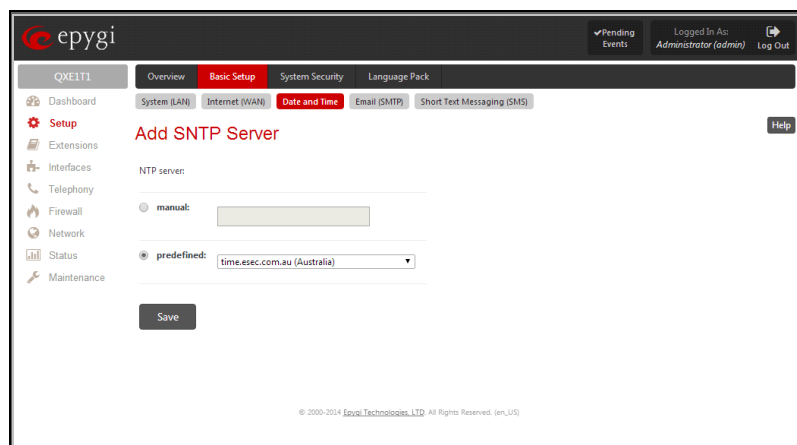 epygi
Pending Events
Logged In As:
Administrator (admin)
Log Out
QXE1T1
Overview
Basic Setup
System Security
Language Pack
Dashboard
Setup
Extensions
Interfaces
Telephony
Firewall
Network
Status
Maintenance
System (LAN)
Internet (WAN)
Date and Time
Email (SMTP)
Short Text Messaging (SMS)
Add SNTP Server
Help
NTP server:
manual:
predefined:
time.esec.com.au (Australia)
Save
© 2000-2014 Epygi Technologies, LTD. All Rights Reserved. (en_US)